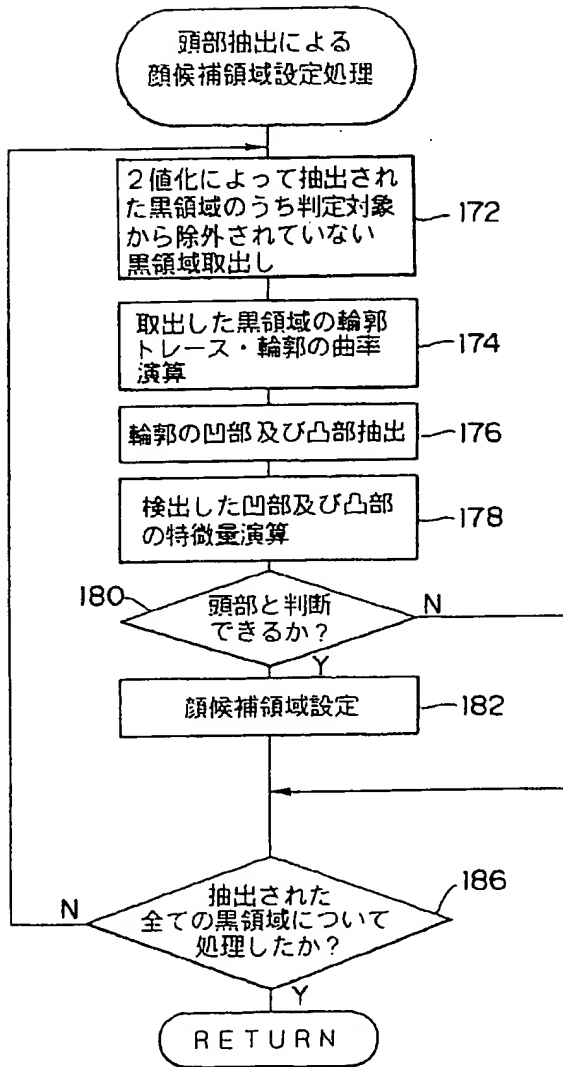 頭部抽出による
顔候補領域設定処理
2値化によって抽出され
た黒領域のうち判定対象
から除外されていない
黒領域取出し
172
取出した黒領域の輪郭
トレース・輪郭の曲率
演算
174
輪郭の凹部及び凸部抽出
176
検出した凹部及び凸部
の特徴量演算
178
180
頭部と判断
できるか?
N
Y
顔候補領域設定
182
抽出された
全ての黒領域について
処理したか?
186
N
Y
RETURN